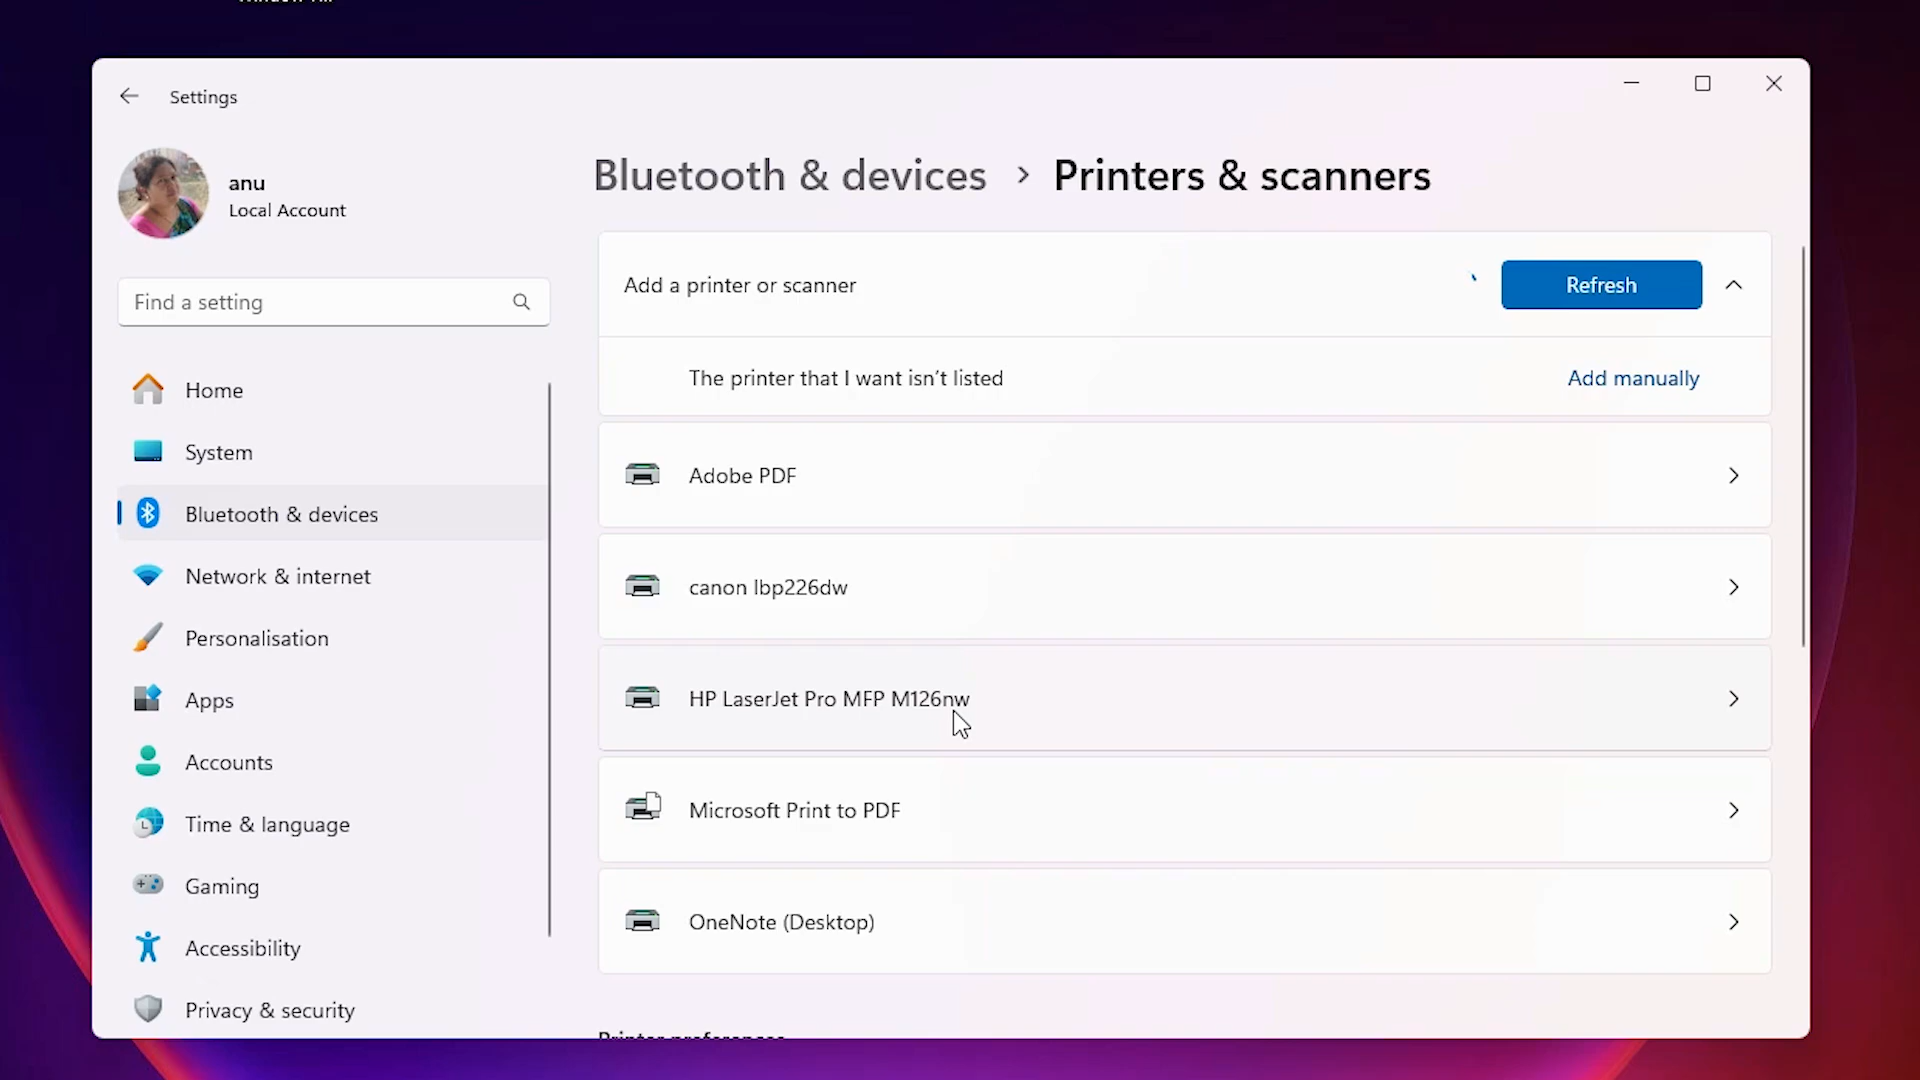 Settings
anu
Local Account
Find a setting
Home
System
Bluetooth & devices
Network & internet
Personalisation
Apps
Accounts
Time & language
Gaming
Accessibility
Privacy & security
Bluetooth & devices > Printers & scanners
Add a printer or scanner
Refresh
The printer that I want isn’t listed
Add manually
Adobe PDF
canon lbp226dw
HP LaserJet Pro MFP M126nw
Microsoft Print to PDF
OneNote (Desktop)
Printer preferences